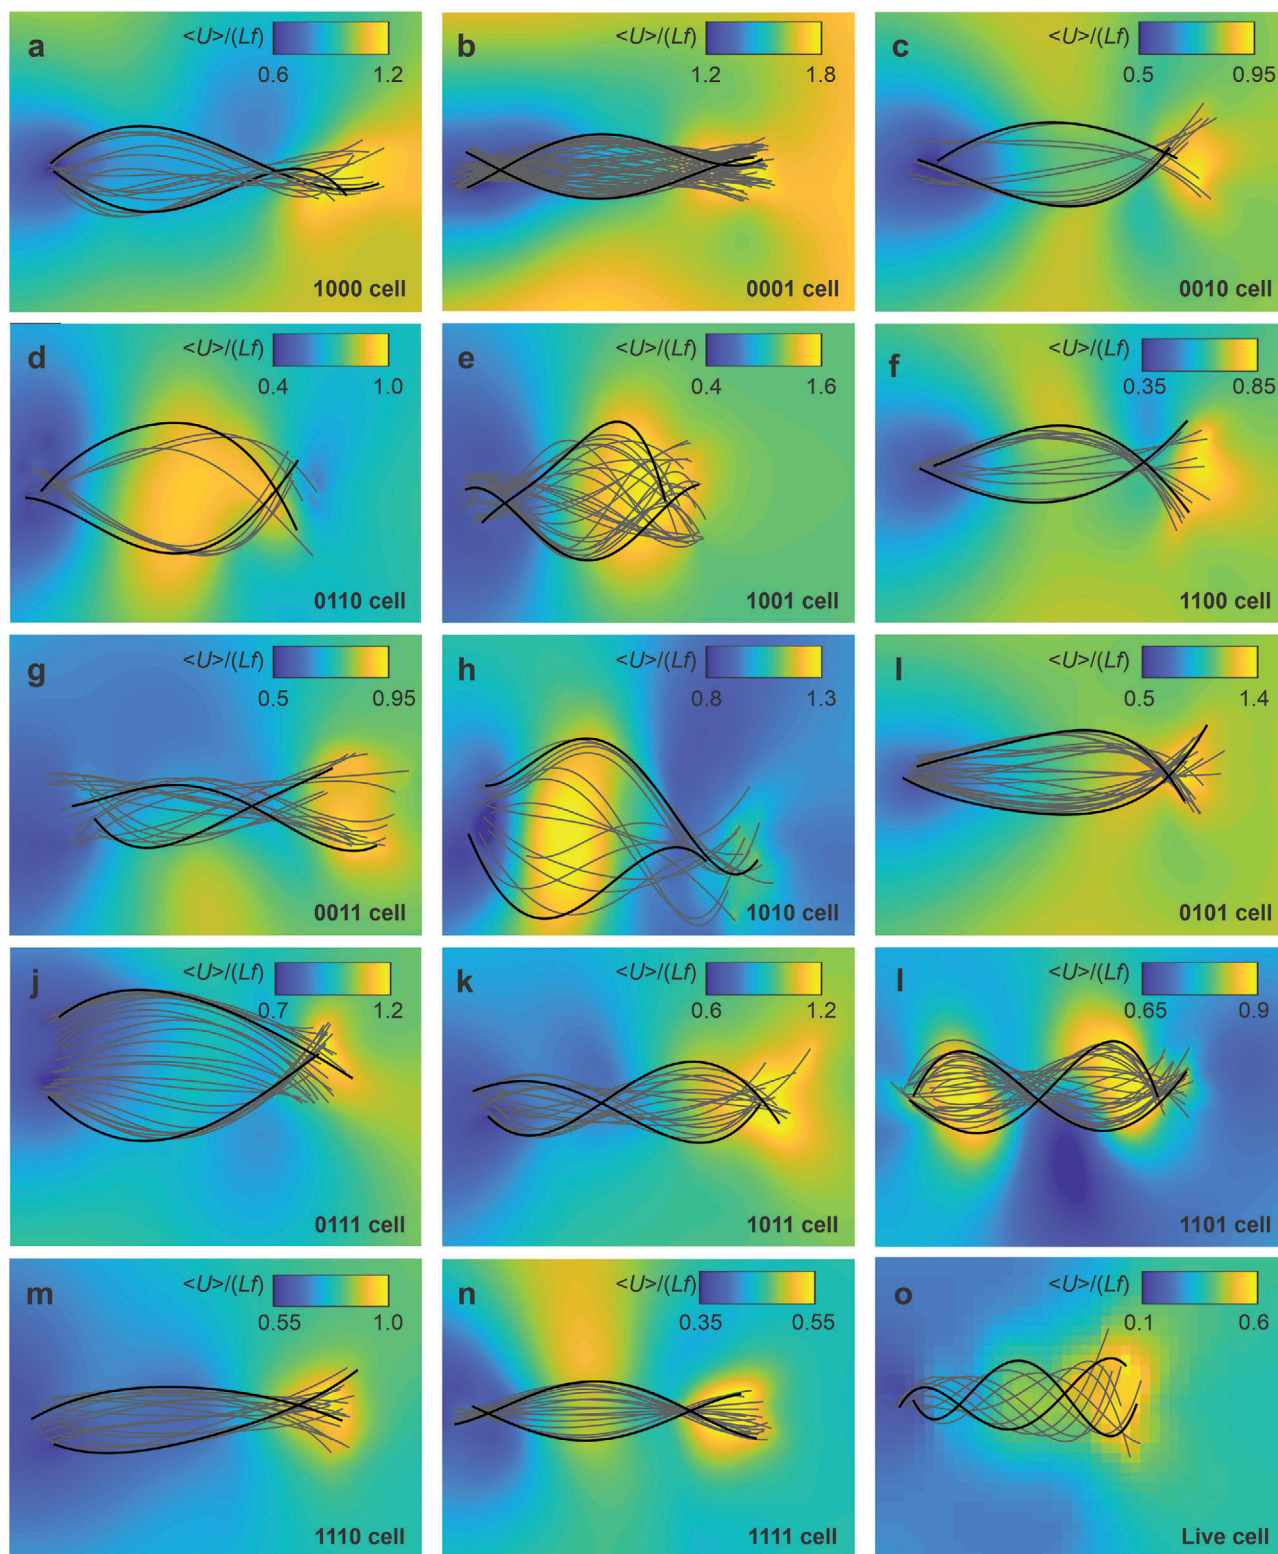 a <U>/(Lf) 0.6 1.2 1000 cell
b <U>/(Lf) 1.2 1.8 0001 cell
c <U>/(Lf) 0.5 0.95 0010 cell
d <U>/(Lf) 0.4 1.0 0110 cell
e <U>/(Lf) 0.4 1.6 1001 cell
f <U>/(Lf) 0.35 0.85 1100 cell
g <U>/(Lf) 0.5 0.95 0011 cell
h <U>/(Lf) 0.8 1.3 1010 cell
I <U>/(Lf) 0.5 1.4 0101 cell
j <U>/(Lf) 0.7 1.2 0111 cell
k <U>/(Lf) 0.6 1.2 1011 cell
l <U>/(Lf) 0.65 0.9 1101 cell
m <U>/(Lf) 0.55 1.0 1110 cell
n <U>/(Lf) 0.35 0.55 1111 cell
o <U>/(Lf) 0.1 0.6 Live cell